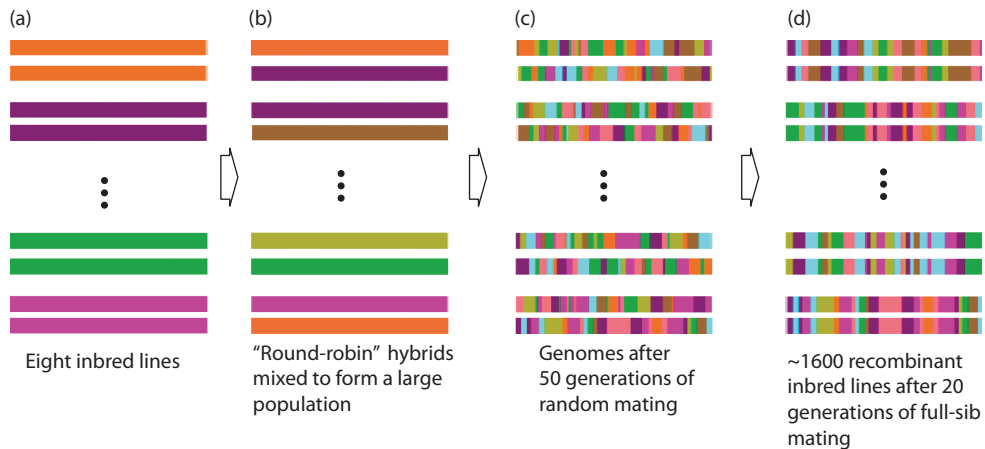 (a)
(b)
(c)
(d)
Eight inbred lines
“Round-robin” hybrids
mixed to form a large
population
Genomes after
50 generations of
random mating
~1600 recombinant
inbred lines after 20
generations of full-sib
mating